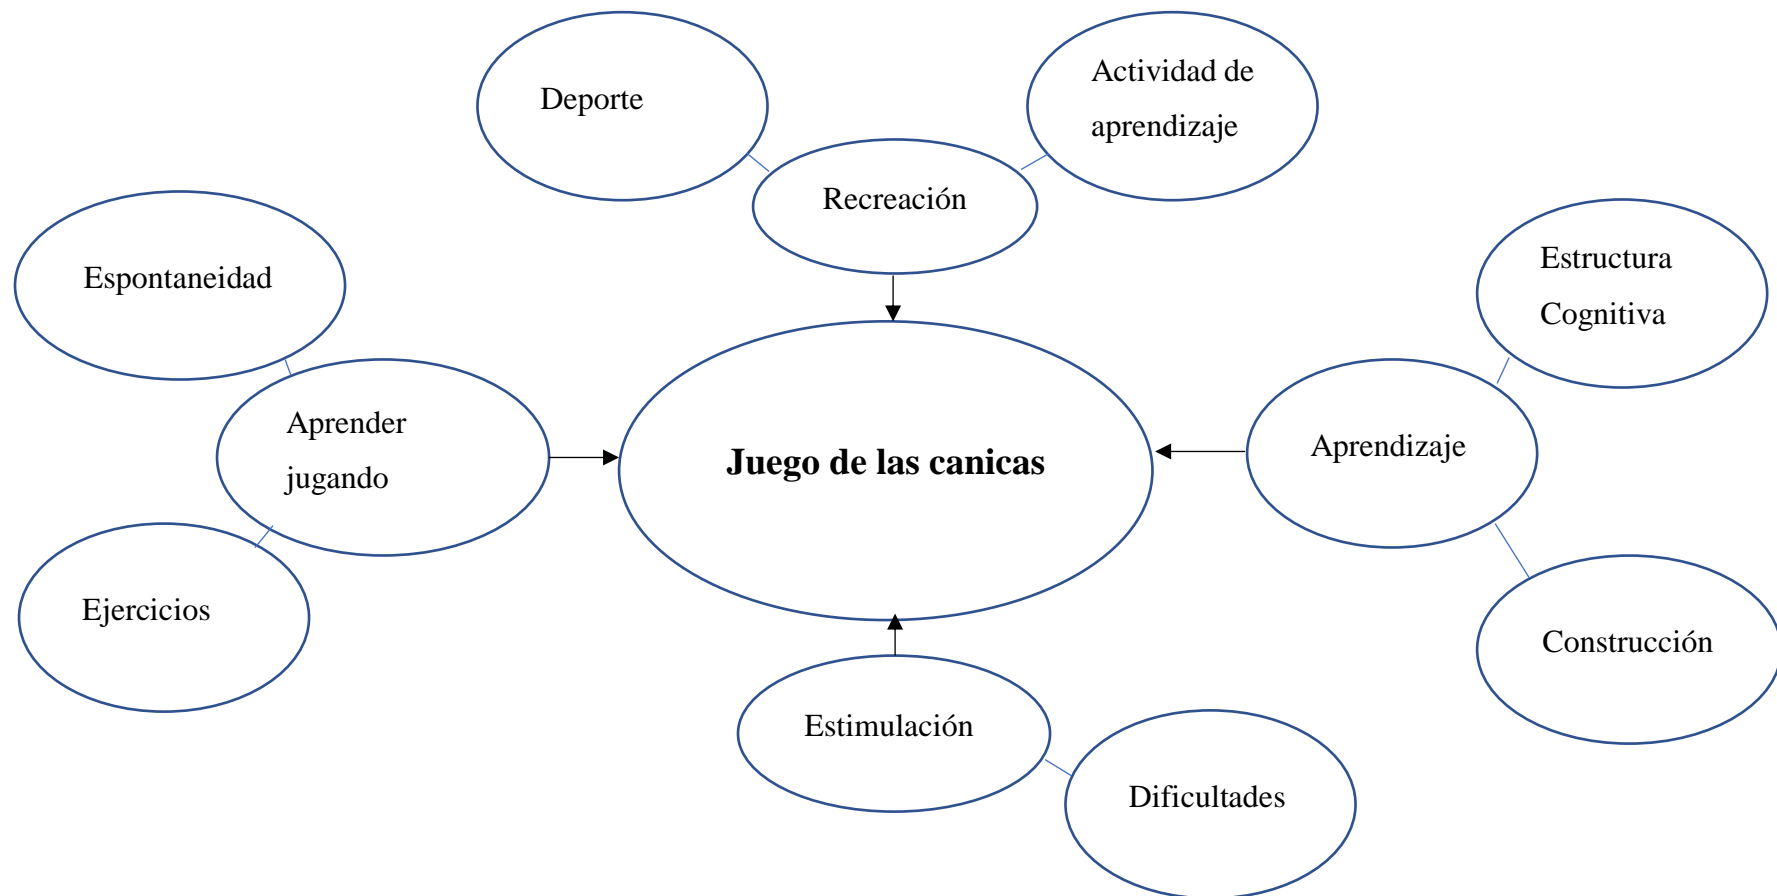 Deporte
Actividad de
aprendizaje
Recreación
Espontaneidad
Estructura
Cognitiva
Aprender
jugando
Juego de las canicas
Aprendizaje
Ejercicios
Construcción
Estimulación
Dificultades